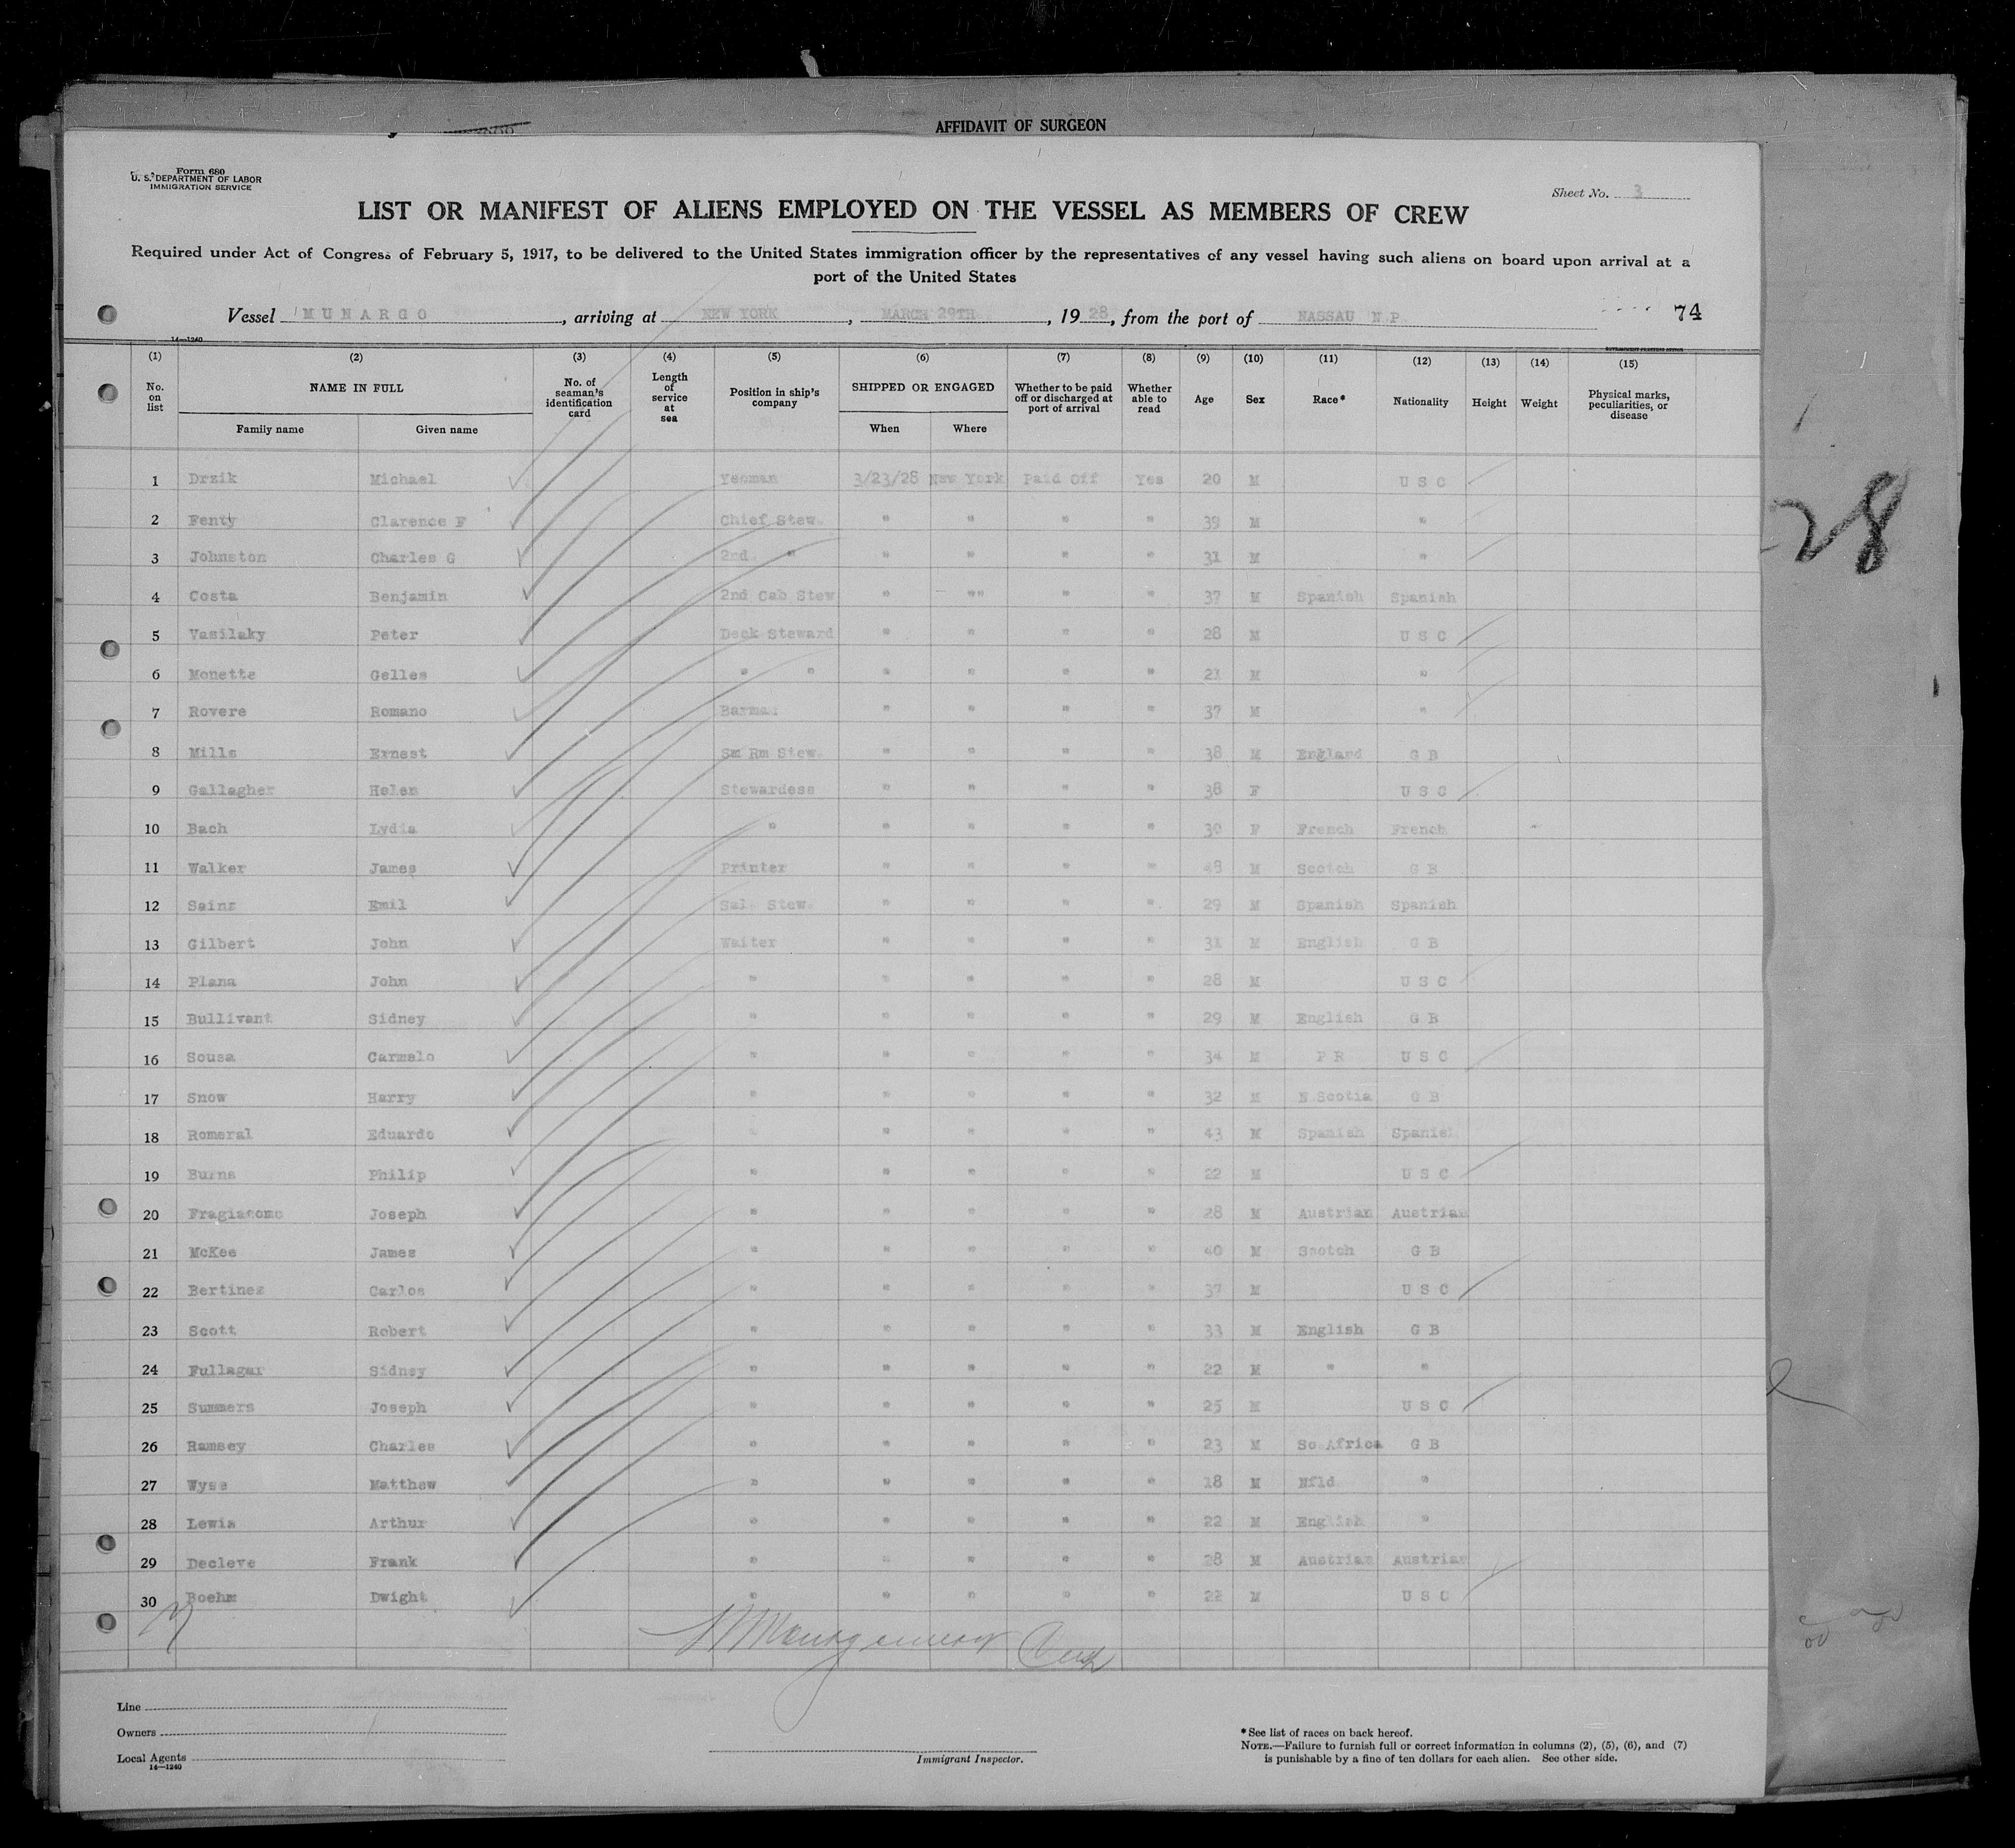 AFFIDAVIT OF SURGEON
Form 680
U. S. DEPARTMENT OF LABOR
IMMIGRATION SERVICE
Sheet No. 3
LIST OR MANIFEST OF ALIENS EMPLOYED ON THE VESSEL AS MEMBERS OF CREW
Required under Act of Congress of February 5, 1917, to be delivered to the United States immigration officer by the representatives of any vessel having such aliens on board upon arrival at a
port of the United States
Vessel MUNARGO, arriving at NEW YORK, MARCH 29TH, 1928, from the port of NASSAU N.P. 74
14—1240
(1) (2) (3) (4) (5) (6) (7) (8) (9) (10) (11) (12) (13) (14) (15)
No. on list NAME IN FULL No. of seaman's identification card Length of service at sea Position in ship's company SHIPPED OR ENGAGED Whether to be paid off or discharged at port of arrival Whether able to read Age Sex Race* Nationality Height Weight Physical marks, peculiarities, or disease
Family name Given name When Where
1 Drzik Michael Yeoman 3/23/28 New York Paid Off Yes 20 M U S C
2 Fenty Clarence F Chief Stew. " " " " 39 M "
3 Johnston Charles G 2nd " " " " " 31 M "
4 Costa Benjamin 2nd Cab Stew " "" " " 37 M Spanish Spanish
5 Vasilaky Peter Deck Steward " " " " 28 M U S C
6 Monette Gelles " " " " " " 21 M "
7 Rovere Romano Barman " " " " 37 M "
8 Mills Ernest Sm Rm Stew. " " " " 38 M England G B
9 Gallagher Helen Stewardess " " " " 38 F U S C
10 Bach Lydia " " " " " 30 F French French
11 Walker James Printer " " " " 48 M Scotch G B
12 Sainz Emil Sal. Stew. " " " " 29 M Spanish Spanish
13 Gilbert John Waiter " " " " 31 M English G B
14 Piana John " " " " " 28 M U S C
15 Bullivant Sidney " " " " " 29 M English G B
16 Sousa Carmelo " " " " " 34 M P R U S C
17 Snow Harry " " " " " 32 M N.Scotia G B
18 Romeral Eduardo " " " " " 43 M Spanish Spanish
19 Burns Philip " " " " " 22 M U S C
20 Fragiacomo Joseph " " " " " 28 M Austrian Austrian
21 McKee James " " " " " 40 M Scotch G B
22 Bertinez Carlos " " " " " 37 M U S C
23 Scott Robert " " " " " 33 M English G B
24 Fullagar Sidney " " " " " 22 M " "
25 Summers Joseph " " " " " 25 M U S C
26 Ramsey Charles " " " " " 23 M So Africa G B
27 Wyse Matthew " " " " " 18 M Nfld "
28 Lewis Arthur " " " " " 22 M English "
29 Decleve Frank " " " " " 28 M Austrian Austrian
30 Boehm Dwight " " " " " 22 M U S C
28
Line
Owners
Local Agents
14—1240
Immigrant Inspector.
*See list of races on back hereof.
NOTE.—Failure to furnish full or correct information in columns (2), (5), (6), and (7)
is punishable by a fine of ten dollars for each alien. See other side.